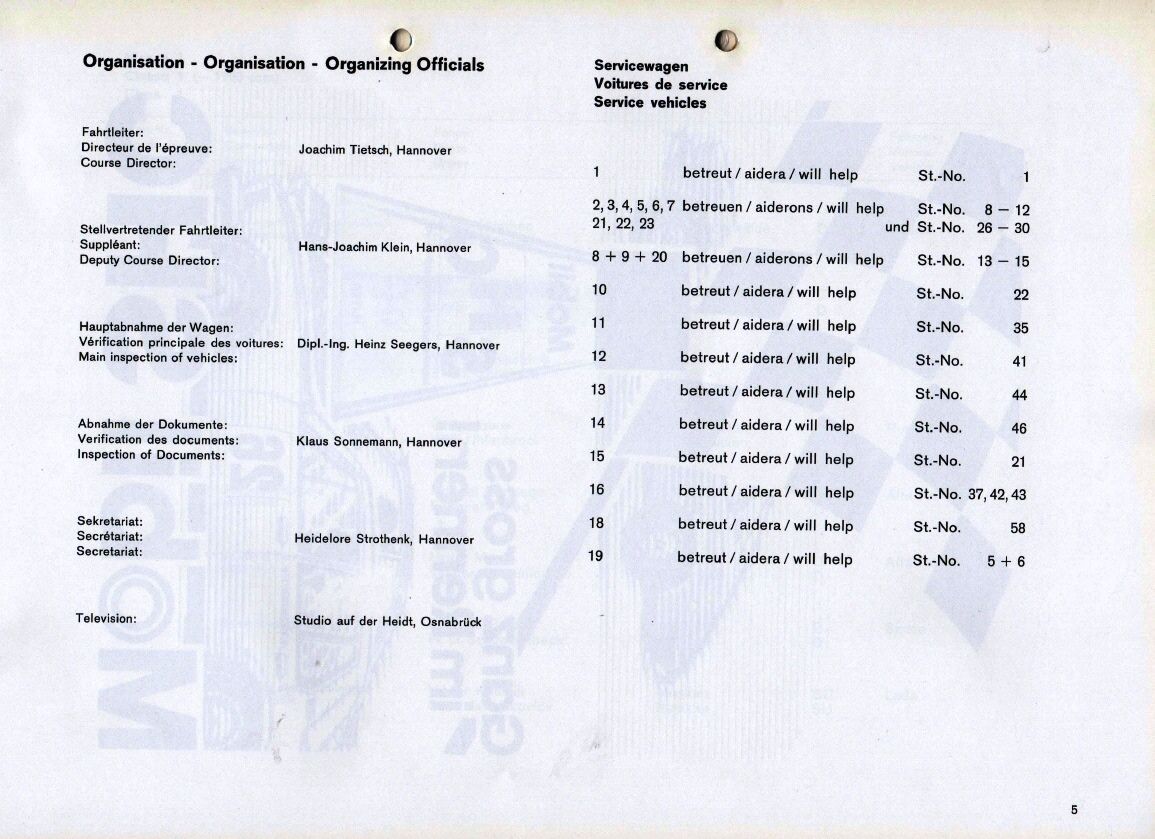 Organisation - Organisation - Organizing Officials
Fahrtleiter:
Directeur de l'épreuve: Joachim Tietsch, Hannover
Course Director:
Stellvertretender Fahrtleiter:
Suppléant: Hans-Joachim Klein, Hannover
Deputy Course Director:
Hauptabnahme der Wagen:
Vérification principale des voitures: Dipl.-Ing. Heinz Seegers, Hannover
Main inspection of vehicles:
Abnahme der Dokumente:
Verification des documents: Klaus Sonnemann, Hannover
Inspection of Documents:
Sekretariat:
Secrétariat: Heidelore Strothenk, Hannover
Secretariat:
Television: Studio auf der Heidt, Osnabrück
Servicewagen
Voitures de service
Service vehicles
1 betreut / aidera / will help St.-No. 1
2, 3, 4, 5, 6, 7 betreuen / aiderons / will help St.-No. 8 — 12
21, 22, 23 und St.-No. 26 — 30
8 + 9 + 20 betreuen / aiderons / will help St.-No. 13 — 15
10 betreut / aidera / will help St.-No. 22
11 betreut / aidera / will help St.-No. 35
12 betreut / aidera / will help St.-No. 41
13 betreut / aidera / will help St.-No. 44
14 betreut / aidera / will help St.-No. 46
15 betreut / aidera / will help St.-No. 21
16 betreut / aidera / will help St.-No. 37, 42, 43
18 betreut / aidera / will help St.-No. 58
19 betreut / aidera / will help St.-No. 5 + 6
5